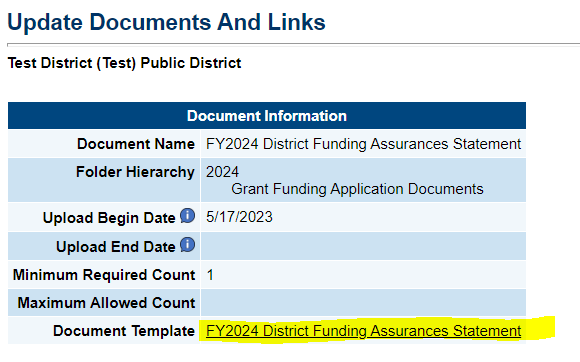 Update Documents And Links
Test District (Test) Public District
Document Information
Document Name FY2024 District Funding Assurances Statement
Folder Hierarchy 2024
Grant Funding Application Documents
Upload Begin Date i 5/17/2023
Upload End Date i
Minimum Required Count 1
Maximum Allowed Count
Document Template FY2024 District Funding Assurances Statement